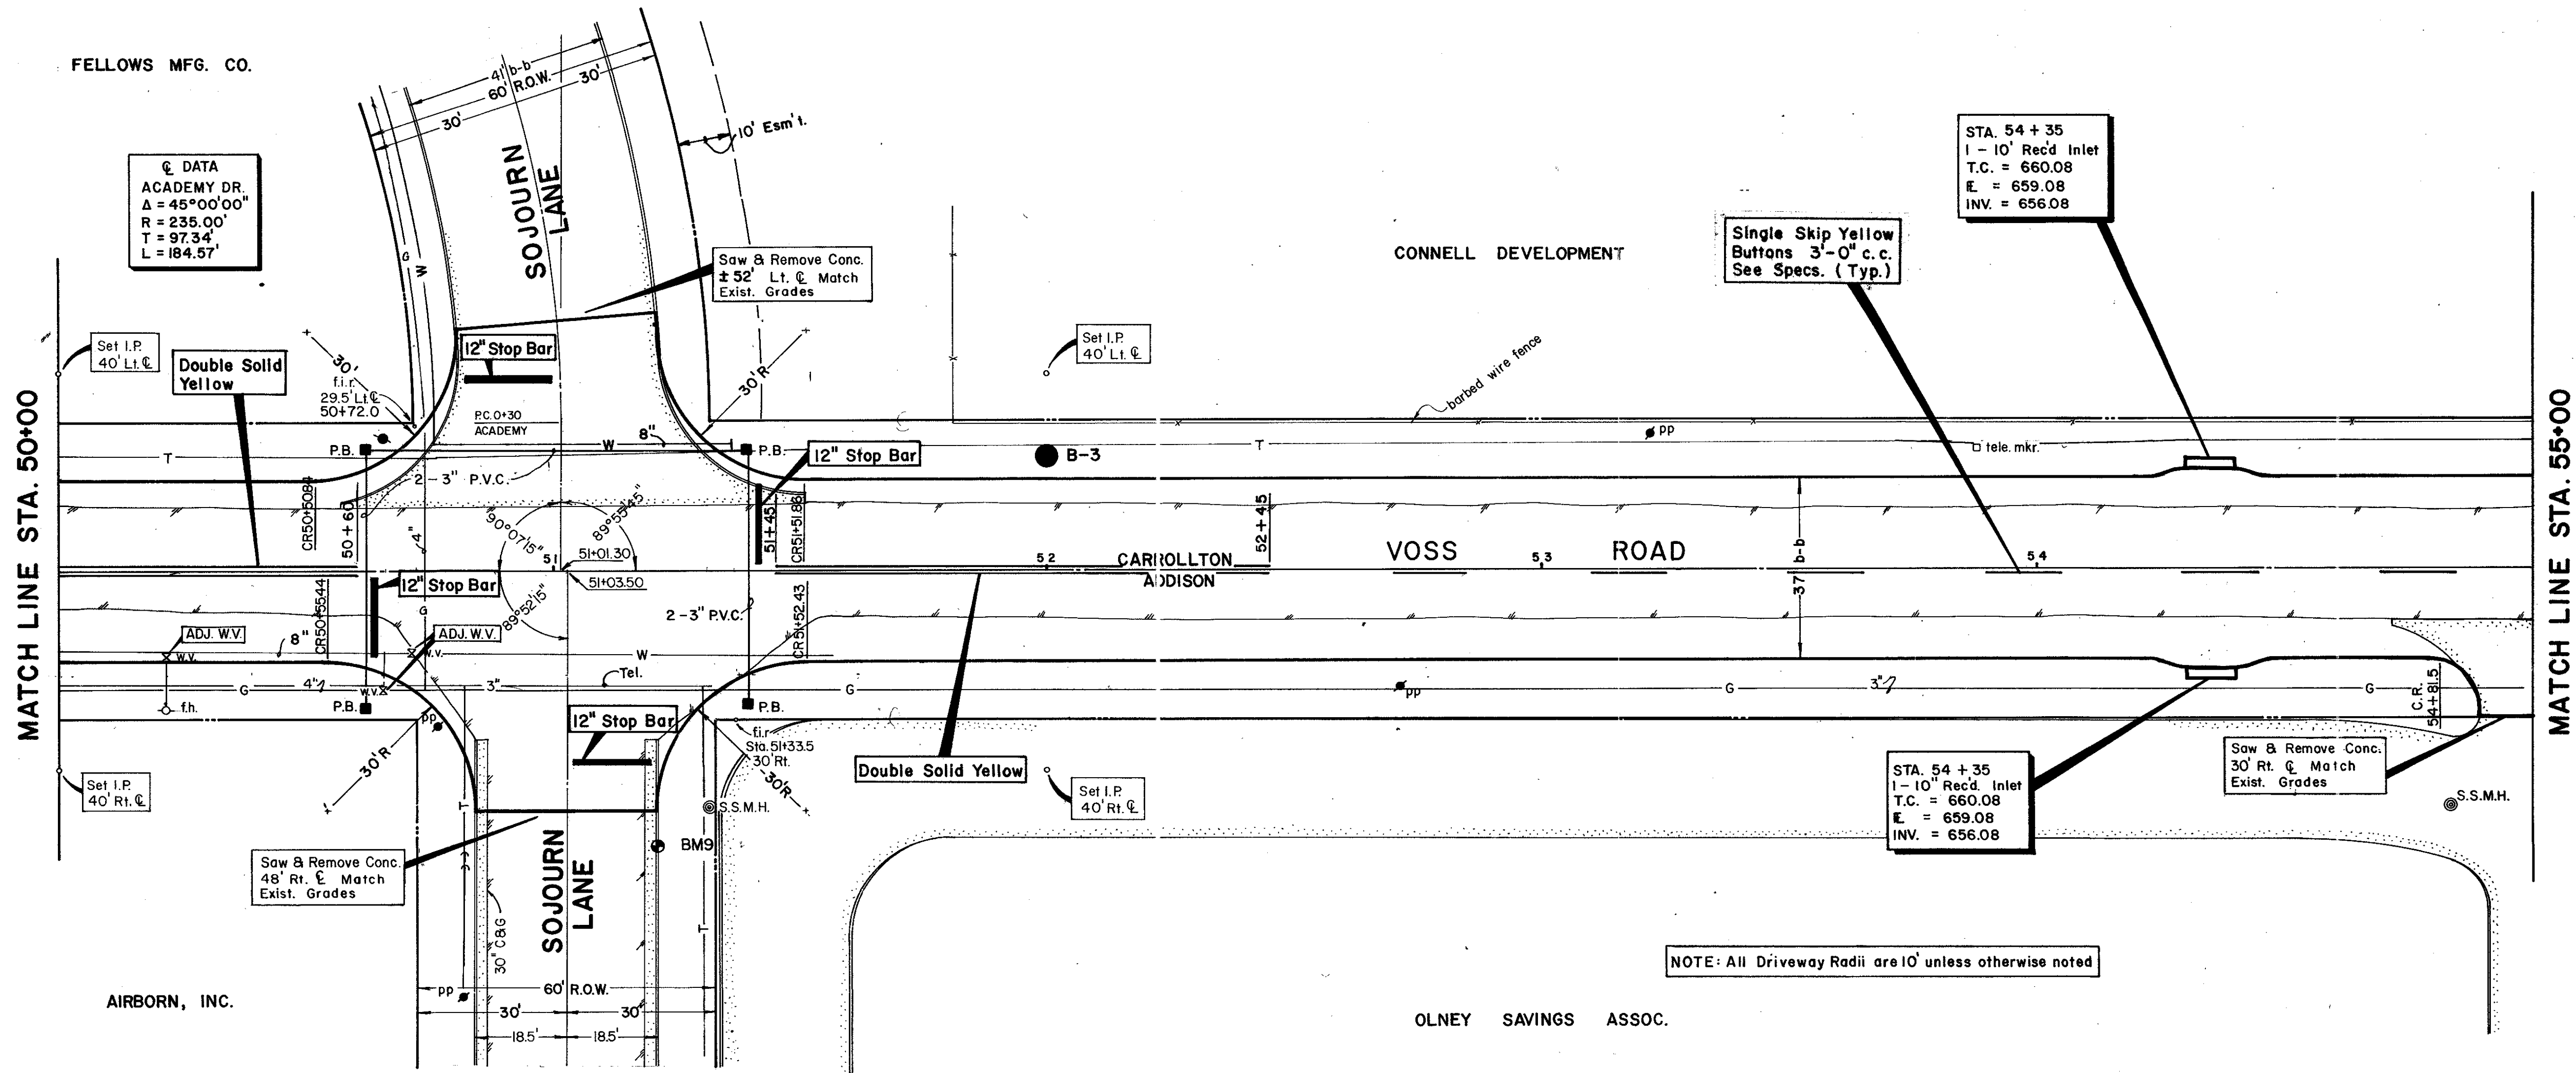 FELLOWS MFG. CO.
℄ DATA
ACADEMY DR.
Δ = 45°00'00"
R = 235.00'
T = 97.34'
L = 184.57'
41' b-b
60' R.O.W.
30'
30'
10' Esm't.
SOJOURN
LANE
G
W
Saw & Remove Conc.
± 52' Lt. ℄ Match
Exist. Grades
CONNELL DEVELOPMENT
Single Skip Yellow
Buttons 3'-0" c.c.
See Specs. (Typ.)
STA. 54 + 35
1 - 10' Rec'd Inlet
T.C. = 660.08
℄ = 659.08
INV. = 656.08
MATCH LINE STA. 50+00
Set I.P.
40' Lt. ℄
Double Solid
Yellow
30'
f.i.r.
29.5' Lt. ℄
50+72.0
12" Stop Bar
P.C. 0+30
ACADEMY
30' R
Set I.P.
40' Lt. ℄
barbed wire fence
T
P.B.
W
8"
P.B.
12" Stop Bar
B-3
T
PP
tele. mkr.
2-3" P.V.C.
CR50+50.84
50+60
4"
90°07'15"
89°55'45"
51+45
CR51+51.86
52+45
51
51+01.30
51+03.50
52
CARROLLTON
ADDISON
VOSS ROAD
53
54
37' b-b
12" Stop Bar
CR50+55.44
G
89°52'15"
2-3" P.V.C.
CR51+52.43
ADJ. W.V.
W.V.
8"
ADJ. W.V.
W.V.
W
Tel.
G
4"
W.V.
3"
G
PP
G
3"
G
C.R.
54+81.5
f.h.
P.B.
PP
12" Stop Bar
P.B.
f.i.r
Sta. 51+33.5
30' Rt.
30'R
30'R
Double Solid Yellow
Set I.P.
40' Rt. ℄
Set I.P.
40' Rt. ℄
STA. 54 + 35
1 - 10" Rec'd. Inlet
T.C. = 660.08
℄ = 659.08
INV. = 656.08
Saw & Remove Conc.
30' Rt. ℄ Match
Exist. Grades
S.S.M.H.
MATCH LINE STA. 55+00
T
S.S.M.H.
BM9
Saw & Remove Conc.
48' Rt. ℄ Match
Exist. Grades
30" C&G
SOJOURN
LANE
T
NOTE: All Driveway Radii are 10' unless otherwise noted
PP
60' R.O.W.
30'
30'
18.5'
18.5'
AIRBORN, INC.
OLNEY SAVINGS ASSOC.